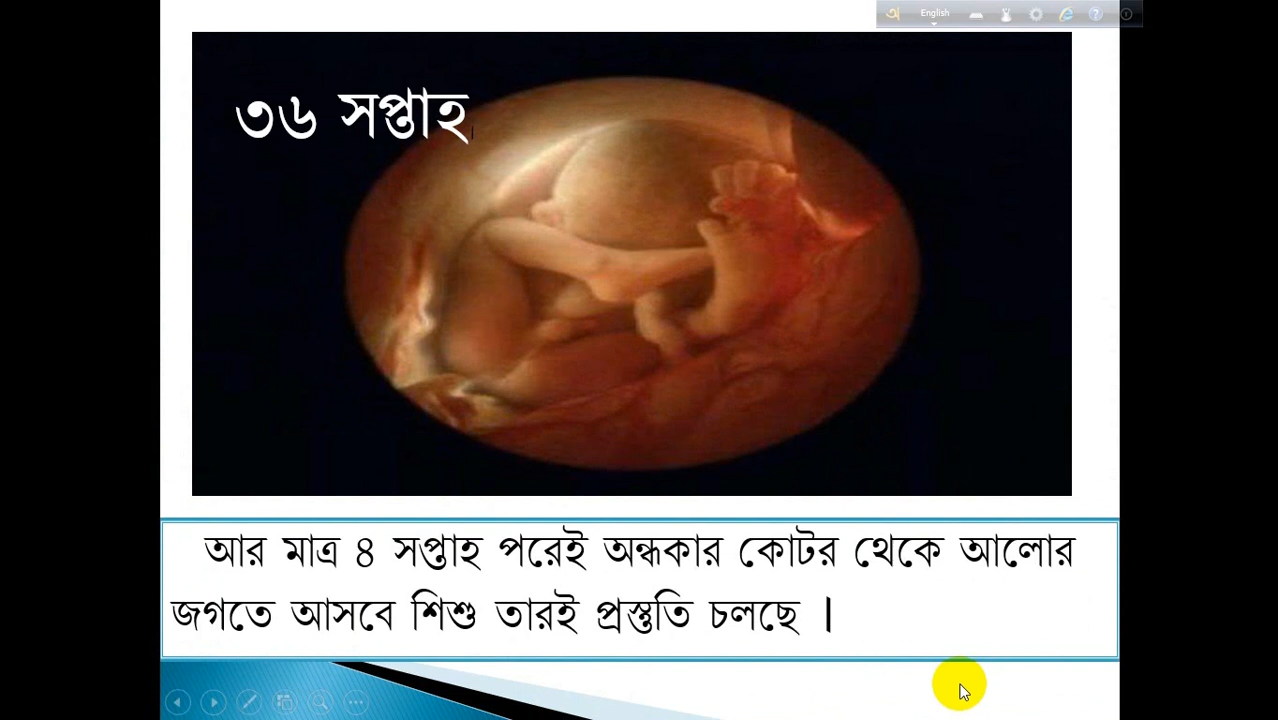 English
৩৬ সপ্তাহ
আর মাত্র ৪ সপ্তাহ পরেই অন্ধকার কোটর থেকে আলোর
জগতে আসবে শিশু তারই প্রস্তুতি চলছে ।